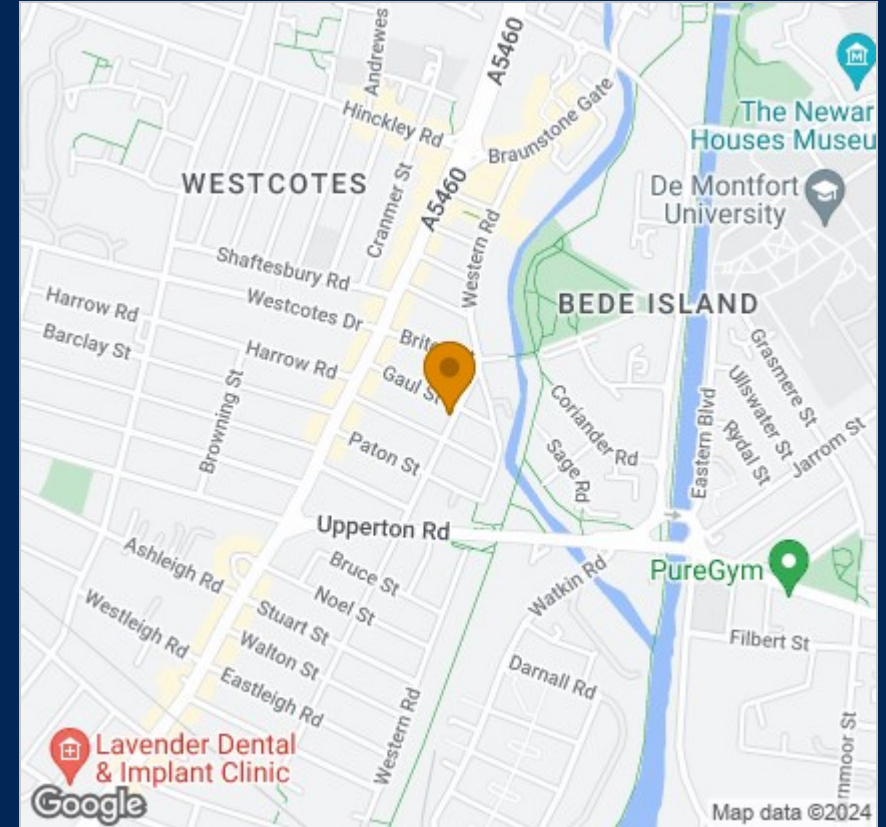 A5460
Andrewes
Hinckley Rd
Braunstone Gate
The Newar
Houses Museu
WESTCOTES
Cranmer St
A5460
De Montfort
University
Western Rd
Shaftesbury Rd
BEDE ISLAND
Harrow Rd
Westcotes Dr
Barclay St
Harrow Rd
Gaul St
Grasmere St
Ullswater St
Rydal St
Eastern Blvd
Jarrom St
Browning St
Coriander Rd
Sage Rd
Paton St
Upperton Rd
Ashleigh Rd
Bruce St
PureGym
Noel St
Watkin Rd
Westleigh Rd
Stuart St
Filbert St
Walton St
Darnall Rd
Eastleigh Rd
Western Rd
Lavender Dental
& Implant Clinic
rnmoor St
Google
Map data ©2024